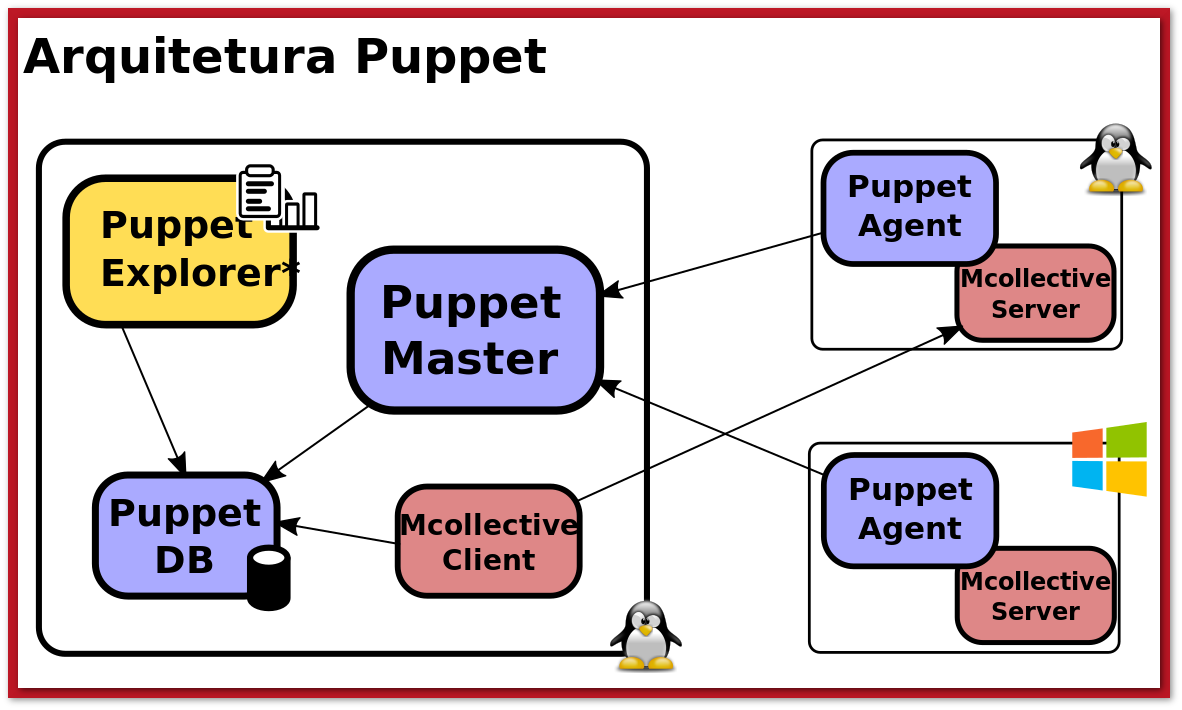 Arquitetura Puppet
Puppet
Explorer*
Puppet
Master
Puppet
DB
Mcollective
Client
Puppet
Agent
Mcollective
Server
Puppet
Agent
Mcollective
Server